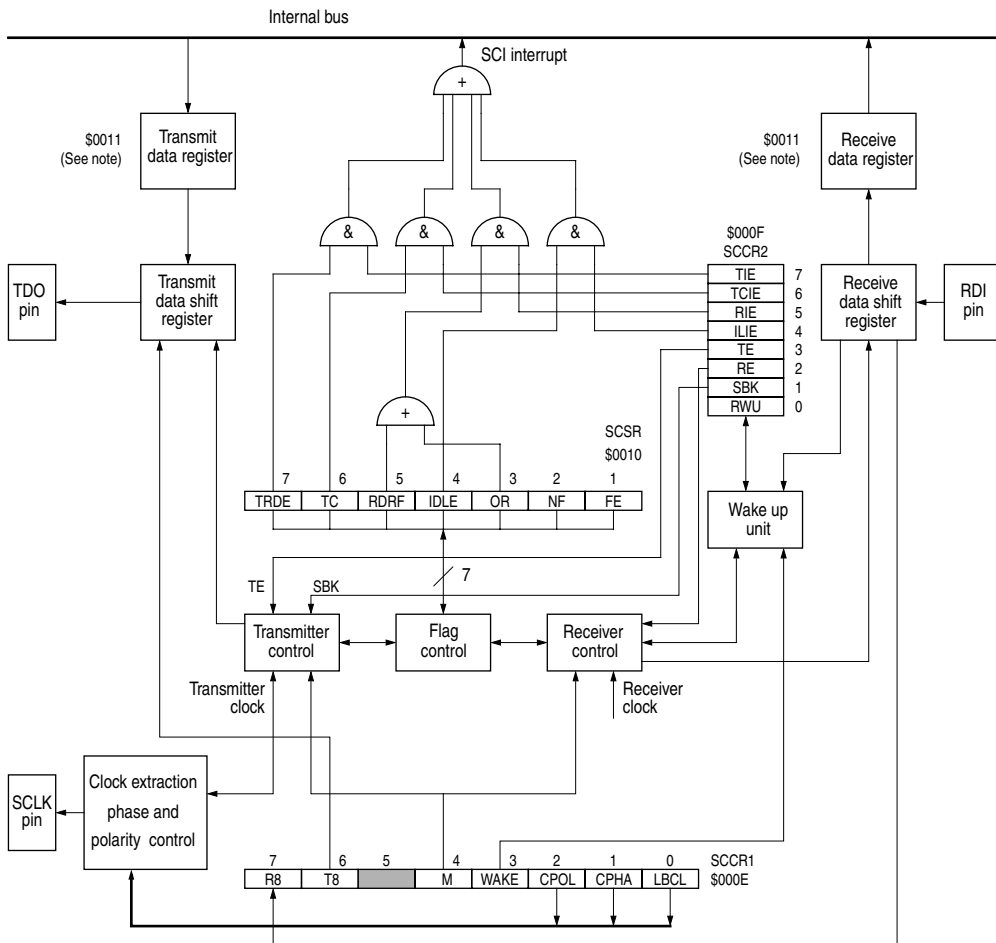 Internal bus
SCI interrupt
+
$0011
(See note)
Transmit
data register
$0011
(See note)
Receive
data register
&
&
&
&
$000F
SCCR2
TDO
pin
Transmit
data shift
register
TIE 7
TCIE 6
RIE 5
ILIE 4
TE 3
RE 2
SBK 1
RWU 0
Receive
data shift
register
RDI
pin
+
SCSR
$0010
7 6 5 4 3 2 1
TRDE TC RDRF IDLE OR NF FE
Wake up
unit
7
TE
SBK
Transmitter
control
Flag
control
Receiver
control
Transmitter
clock
Receiver
clock
SCLK
pin
Clock extraction
phase and
polarity control
7 6 5 4 3 2 1 0 SCCR1
R8 T8 M WAKE CPOL CPHA LBCL $000E